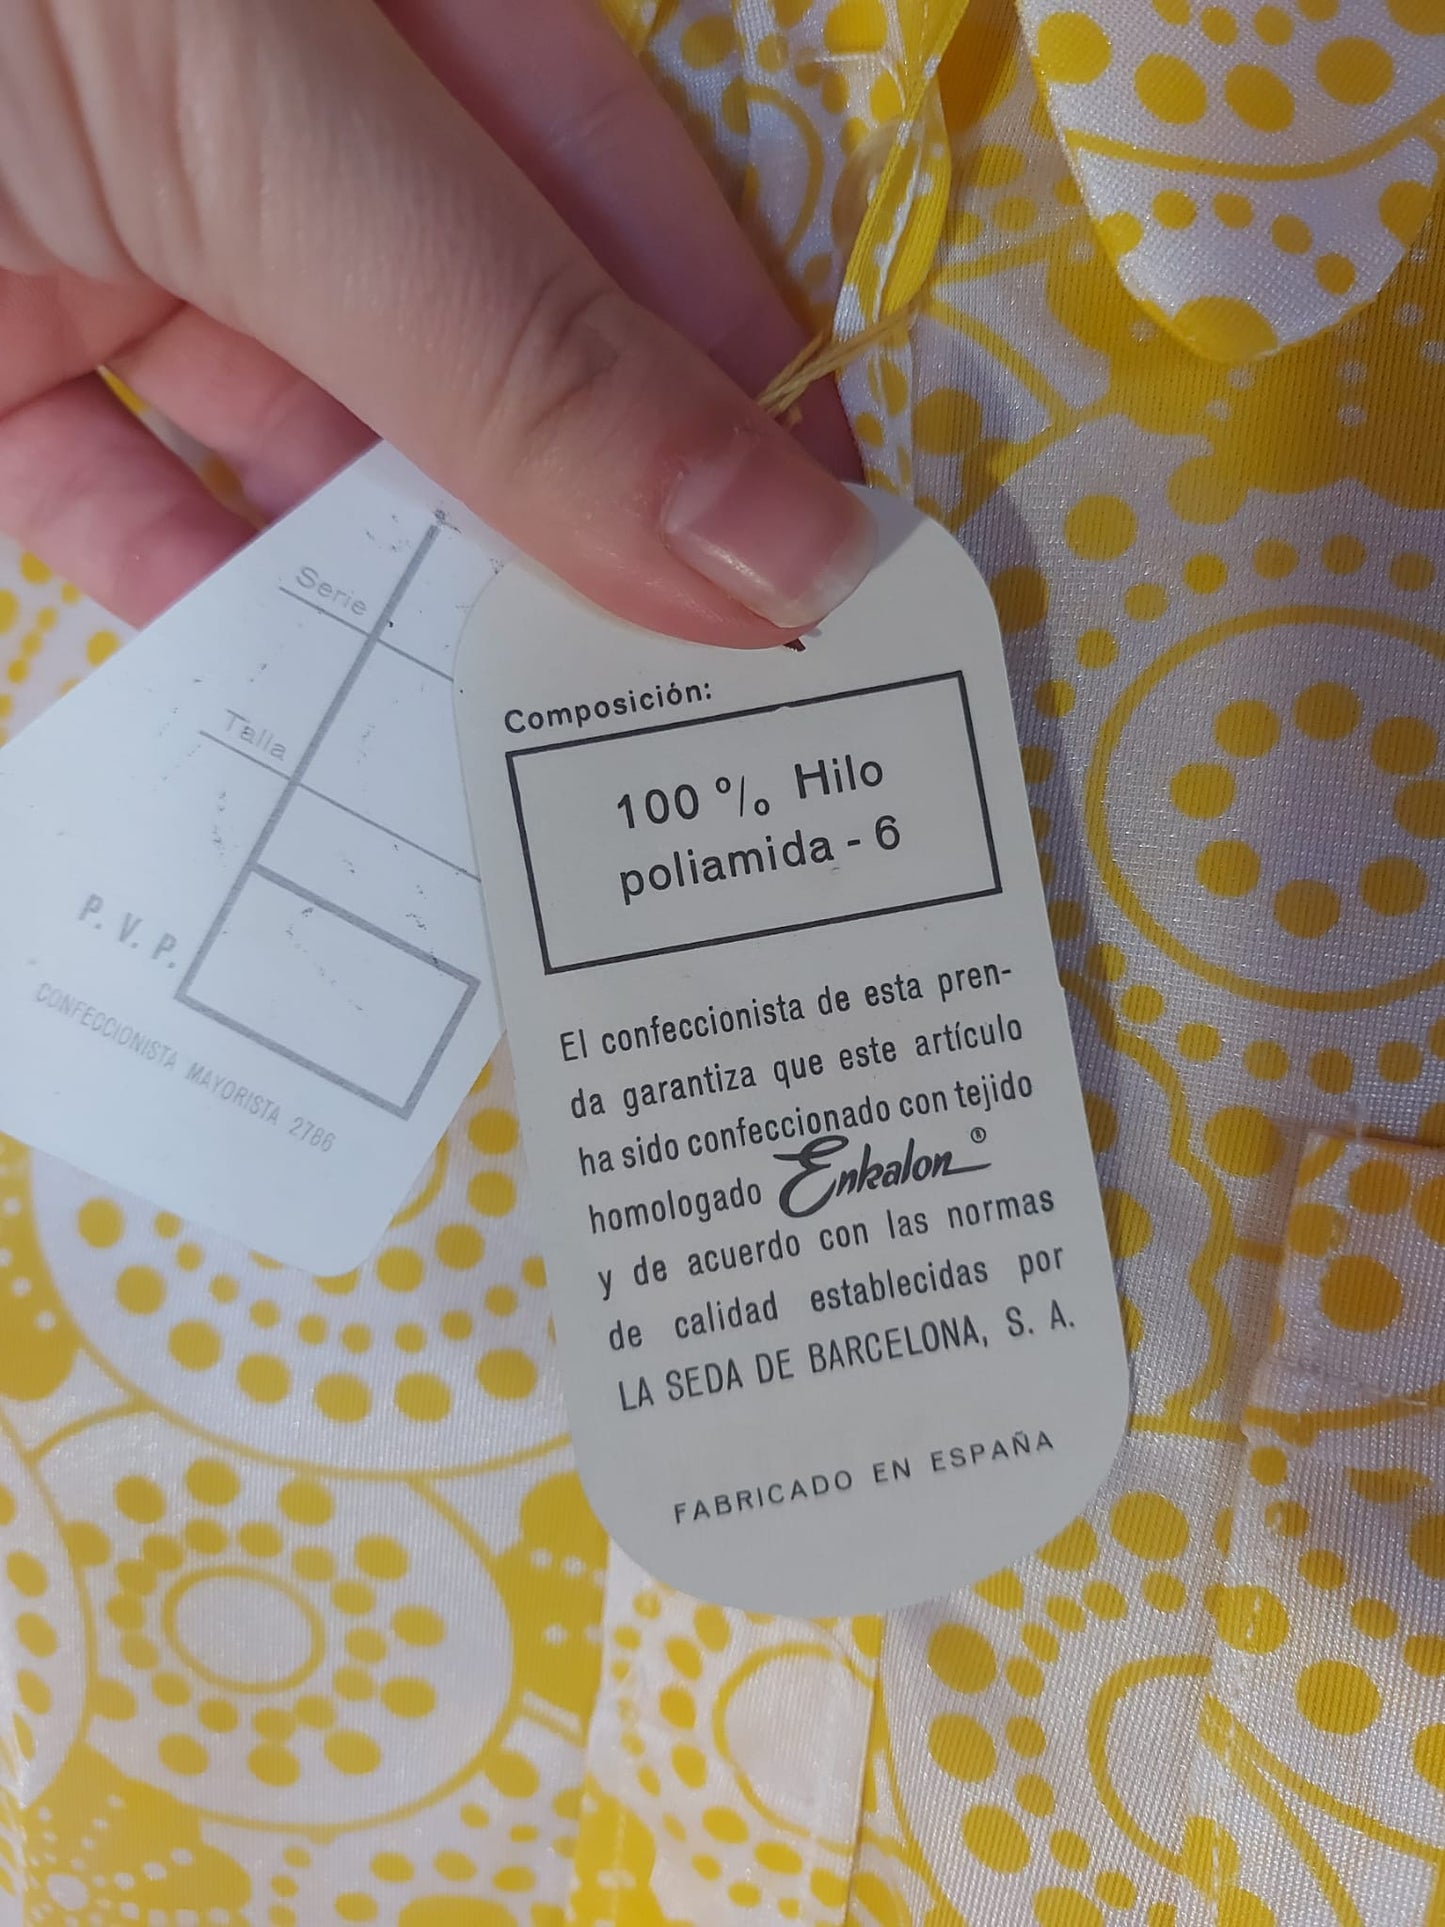 Serie
Talla
P. V. P.
CONFECCIONISTA MAYORISTA 2786
Composición:
100 % Hilo
poliamida - 6
El confeccionista de esta pren-
da garantiza que este artículo
ha sido confeccionado con tejido
homologado Enkalon ®
y de acuerdo con las normas
de calidad establecidas por
LA SEDA DE BARCELONA, S. A.
FABRICADO EN ESPAÑA